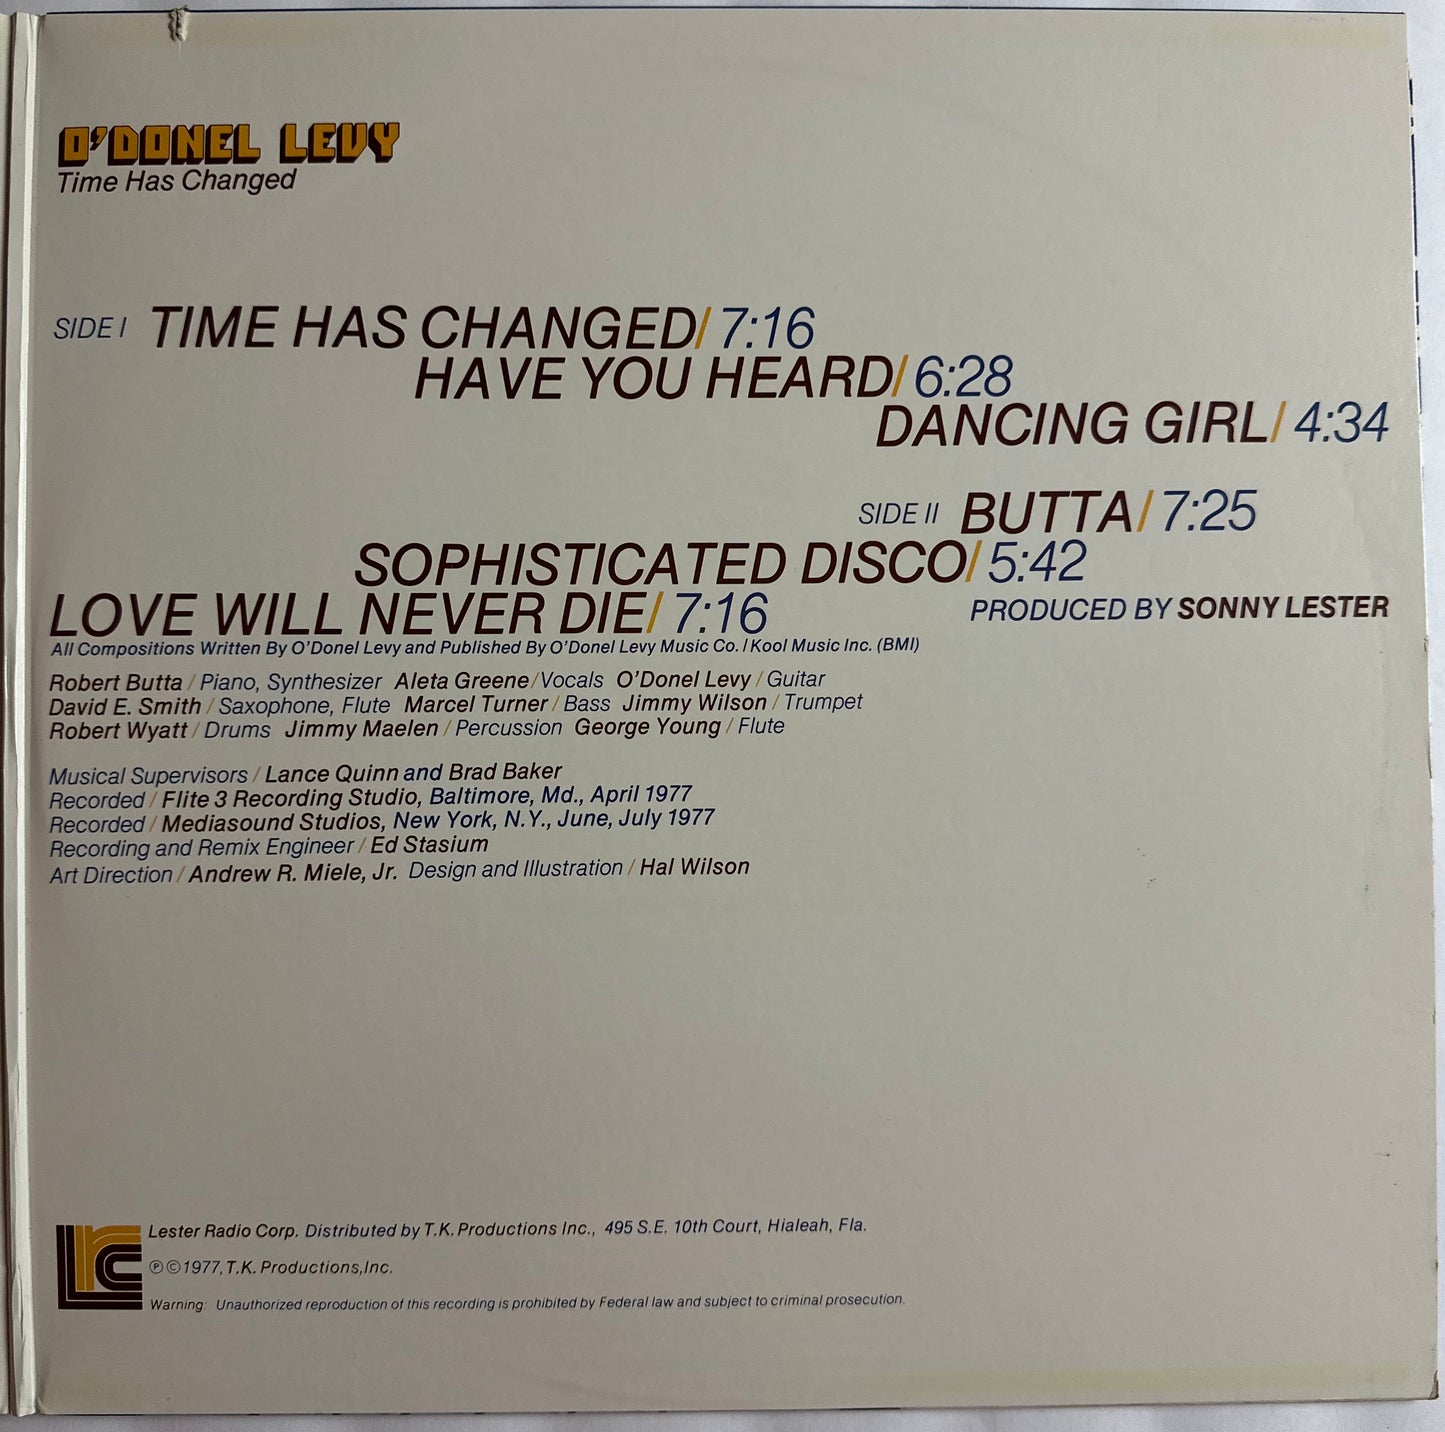 O'DONEL LEVY
Time Has Changed
SIDE I TIME HAS CHANGED/7:16
HAVE YOU HEARD/6:28
DANCING GIRL/4:34
SIDE II BUTTA/7:25
SOPHISTICATED DISCO/5:42
LOVE WILL NEVER DIE/7:16 PRODUCED BY SONNY LESTER
All Compositions Written By O'Donel Levy and Published By O'Donel Levy Music Co. / Kool Music Inc. (BMI)
Robert Butta / Piano, Synthesizer Aleta Greene / Vocals O'Donel Levy / Guitar
David E. Smith / Saxophone, Flute Marcel Turner / Bass Jimmy Wilson / Trumpet
Robert Wyatt / Drums Jimmy Maelen / Percussion George Young / Flute
Musical Supervisors / Lance Quinn and Brad Baker
Recorded / Flite 3 Recording Studio, Baltimore, Md., April 1977
Recorded / Mediasound Studios, New York, N.Y., June, July 1977
Recording and Remix Engineer / Ed Stasium
Art Direction / Andrew R. Miele, Jr. Design and Illustration / Hal Wilson
lrc Lester Radio Corp. Distributed by T.K. Productions Inc., 495 S.E. 10th Court, Hialeah, Fla.
℗©1977, T.K. Productions, Inc.
Warning: Unauthorized reproduction of this recording is prohibited by Federal law and subject to criminal prosecution.